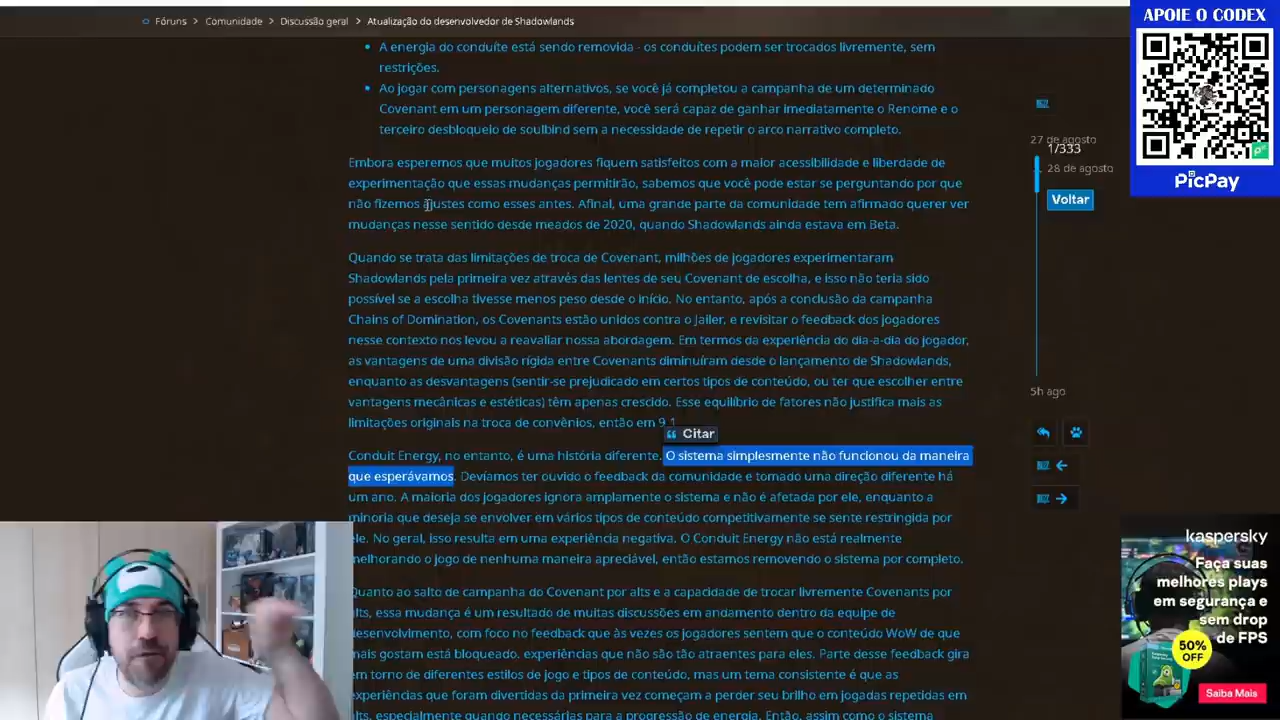 Fóruns > Comunidade > Discussão geral > Atualização do desenvolvedor de Shadowlands
A energia do conduíte está sendo removida - os conduítes podem ser trocados livremente, sem
restrições.
Ao jogar com personagens alternativos, se você já completou a campanha de um determinado
Covenant em um personagem diferente, você será capaz de ganhar imediatamente o Renome e o
terceiro desbloqueio de soulbind sem a necessidade de repetir o arco narrativo completo.
Embora esperemos que muitos jogadores fiquem satisfeitos com a maior acessibilidade e liberdade de
experimentação que essas mudanças permitirão, sabemos que você pode estar se perguntando por que
não fizemos ajustes como esses antes. Afinal, uma grande parte da comunidade tem afirmado querer ver
mudanças nesse sentido desde meados de 2020, quando Shadowlands ainda estava em Beta.
Quando se trata das limitações de troca de Covenant, milhões de jogadores experimentaram
Shadowlands pela primeira vez através das lentes de seu Covenant de escolha, e isso não teria sido
possível se a escolha tivesse menos peso desde o início. No entanto, após a conclusão da campanha
Chains of Domination, os Covenants estão unidos contra o Jailer, e revisitar o feedback dos jogadores
nesse contexto nos levou a reavaliar nossa abordagem. Em termos da experiência do dia-a-dia do jogador,
as vantagens de uma divisão rígida entre Covenants diminuíram desde o lançamento de Shadowlands,
enquanto as desvantagens (sentir-se prejudicado em certos tipos de conteúdo, ou ter que escolher entre
vantagens mecânicas e estéticas) têm apenas crescido. Esse equilíbrio de fatores não justifica mais as
limitações originais na troca de convênios, então em 9.1
Citar
Conduit Energy, no entanto, é uma história diferente. O sistema simplesmente não funcionou da maneira
que esperávamos. Devíamos ter ouvido o feedback da comunidade e tomado uma direção diferente há
um ano. A maioria dos jogadores ignora amplamente o sistema e não é afetada por ele, enquanto a
minoria que deseja se envolver em vários tipos de conteúdo competitivamente se sente restringida por
ele. No geral, isso resulta em uma experiência negativa. O Conduit Energy não está realmente
melhorando o jogo de nenhuma maneira apreciável, então estamos removendo o sistema por completo.
Quanto ao salto de campanha do Covenant por alts e a capacidade de trocar livremente Covenants por
alts, essa mudança é um resultado de muitas discussões em andamento dentro da equipe de
desenvolvimento, com foco no feedback que às vezes os jogadores sentem que o conteúdo WoW de que
mais gostam está bloqueado, experiências que não são tão atraentes para eles. Parte desse feedback gira
em torno de diferentes estilos de jogo e tipos de conteúdo, mas um tema consistente é que as
experiências que foram divertidas da primeira vez começam a perder seu brilho em jogadas repetidas em
alts, especialmente quando necessárias para a progressão de energia. Então, assim como o sistema
27 de agosto
1/333
28 de agosto
Voltar
5h ago
APOIE O CODEX
PicPay
kaspersky
Faça suas
melhores plays
em segurança e
sem drop
de FPS
50%
OFF
Saiba Mais